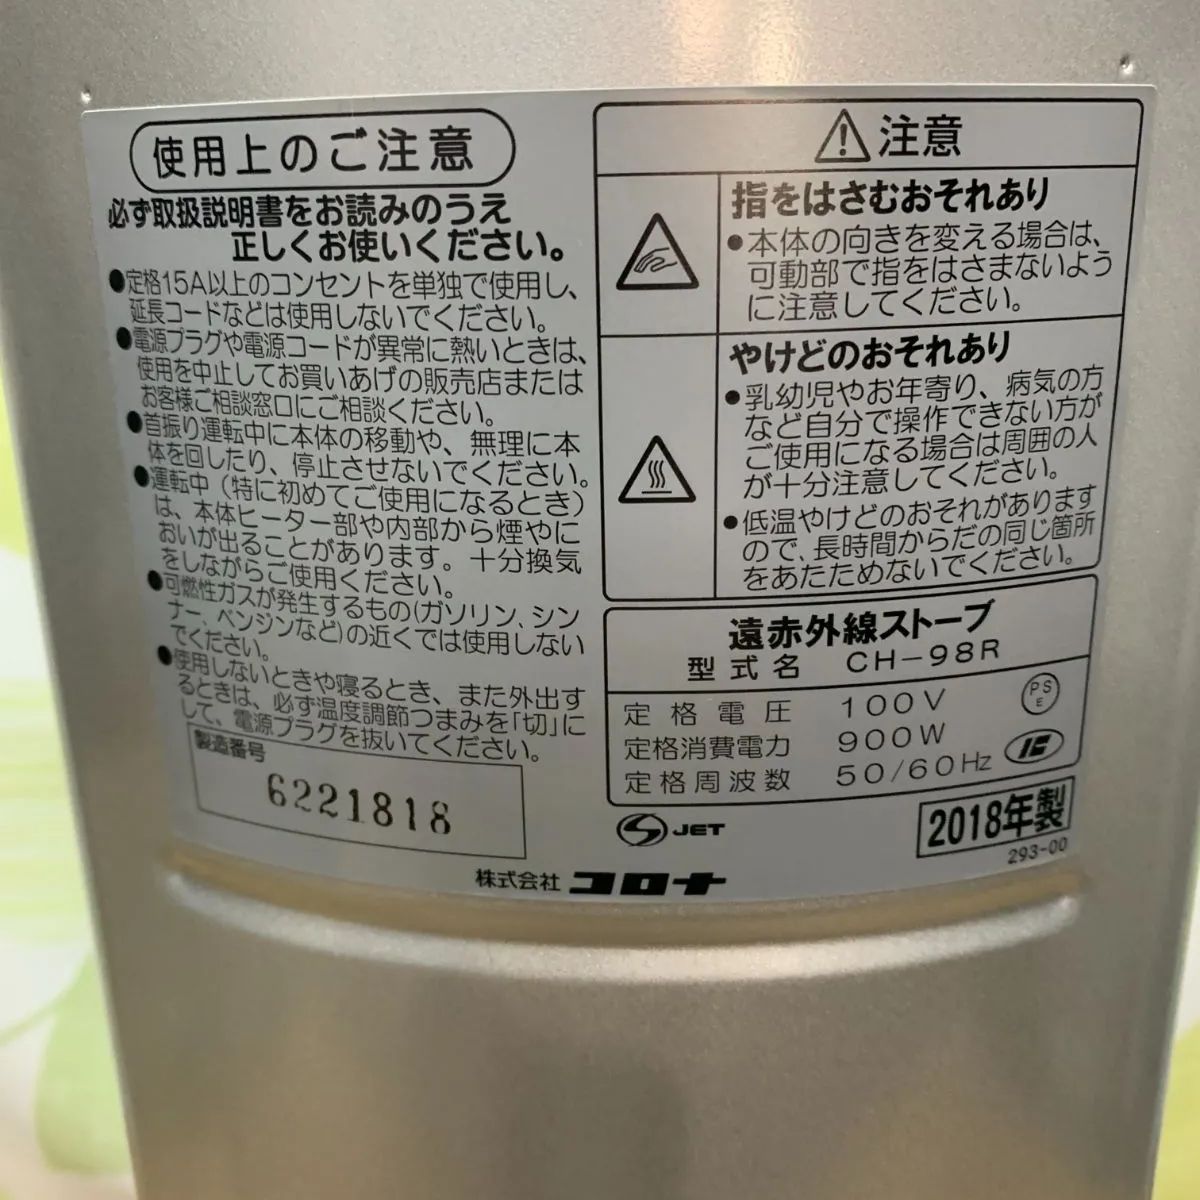 使用上のご注意
必ず取扱説明書をお読みのうえ
正しくお使いください。
●定格15A以上のコンセントを単独で使用し、
延長コードなどは使用しないでください。
●電源プラグや電源コードが異常に熱いときは、
使用を中止してお買いあげの販売店または
お客様ご相談窓口にご相談ください。
●首振り運転中に本体の移動や、無理に本
体を回したり、停止させないでください。
●運転中(特に初めてご使用になるとき)
は、本体ヒーター部や内部から煙やに
おいが出ることがあります。十分換気
をしながらご使用ください。
●可燃性ガスが発生するもの(ガソリン、シン
ナー、ベンジンなど)の近くでは使用しない
でください。
●使用しないときや寝るとき、また外出す
るときは、必ず温度調節つまみを「切」に
して、電源プラグを抜いてください。
製造番号
6221818
注意
指をはさむおそれあり
●本体の向きを変える場合は、
可動部で指をはさまないよう
に注意してください。
やけどのおそれあり
●乳幼児やお年寄り、病気の方
など自分で操作できない方が
ご使用になる場合は周囲の人
が十分注意してください。
●低温やけどのおそれがあります
ので、長時間からだの同じ箇所
をあたためないでください。
遠赤外線ストーブ
型式名 CH-98R
定格電圧 100V
定格消費電力 900W
定格周波数 50/60Hz
PSE
JET
2018年製
293-00
株式会社 コロナ